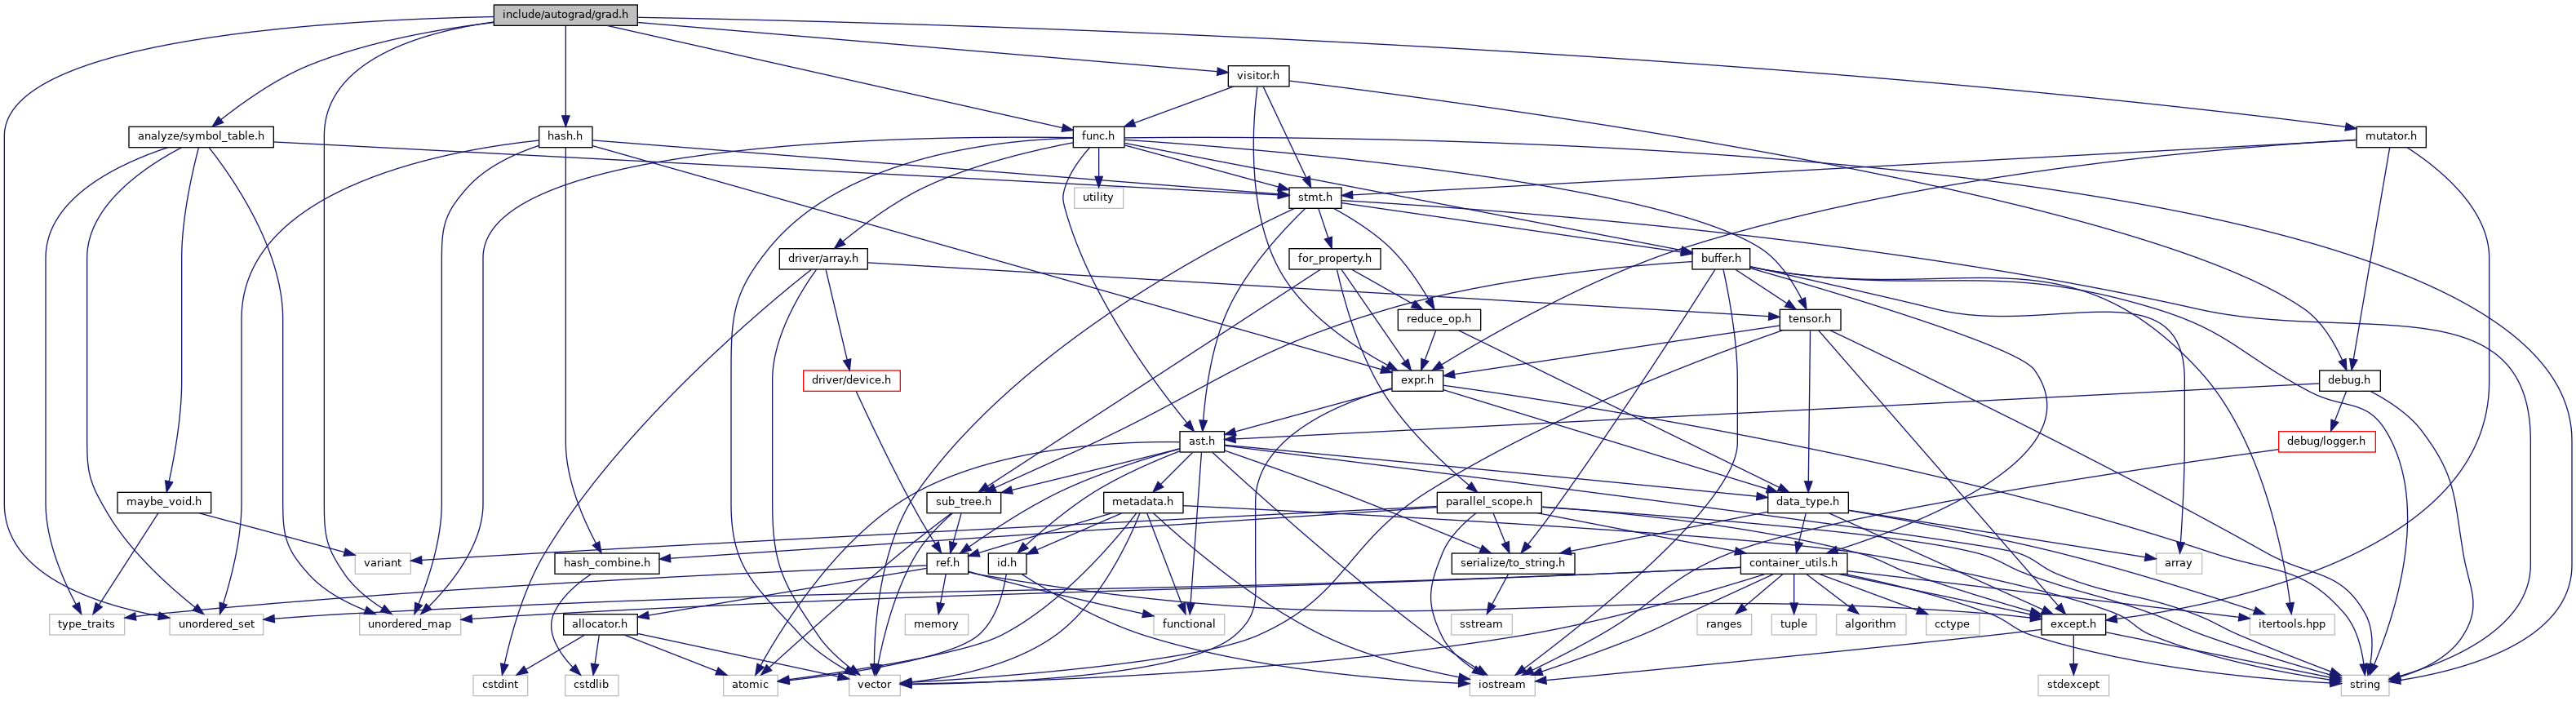 include/autograd/grad.h
visitor.h
analyze/symbol_table.h
hash.h
func.h
mutator.h
utility
stmt.h
driver/array.h
for_property.h
buffer.h
reduce_op.h
tensor.h
driver/device.h
expr.h
debug.h
ast.h
debug/logger.h
maybe_void.h
sub_tree.h
metadata.h
parallel_scope.h
data_type.h
variant
hash_combine.h
ref.h
id.h
serialize/to_string.h
container_utils.h
array
type_traits
unordered_set
unordered_map
allocator.h
memory
functional
sstream
ranges
tuple
algorithm
cctype
except.h
itertools.hpp
cstdint
cstdlib
atomic
vector
iostream
stdexcept
string